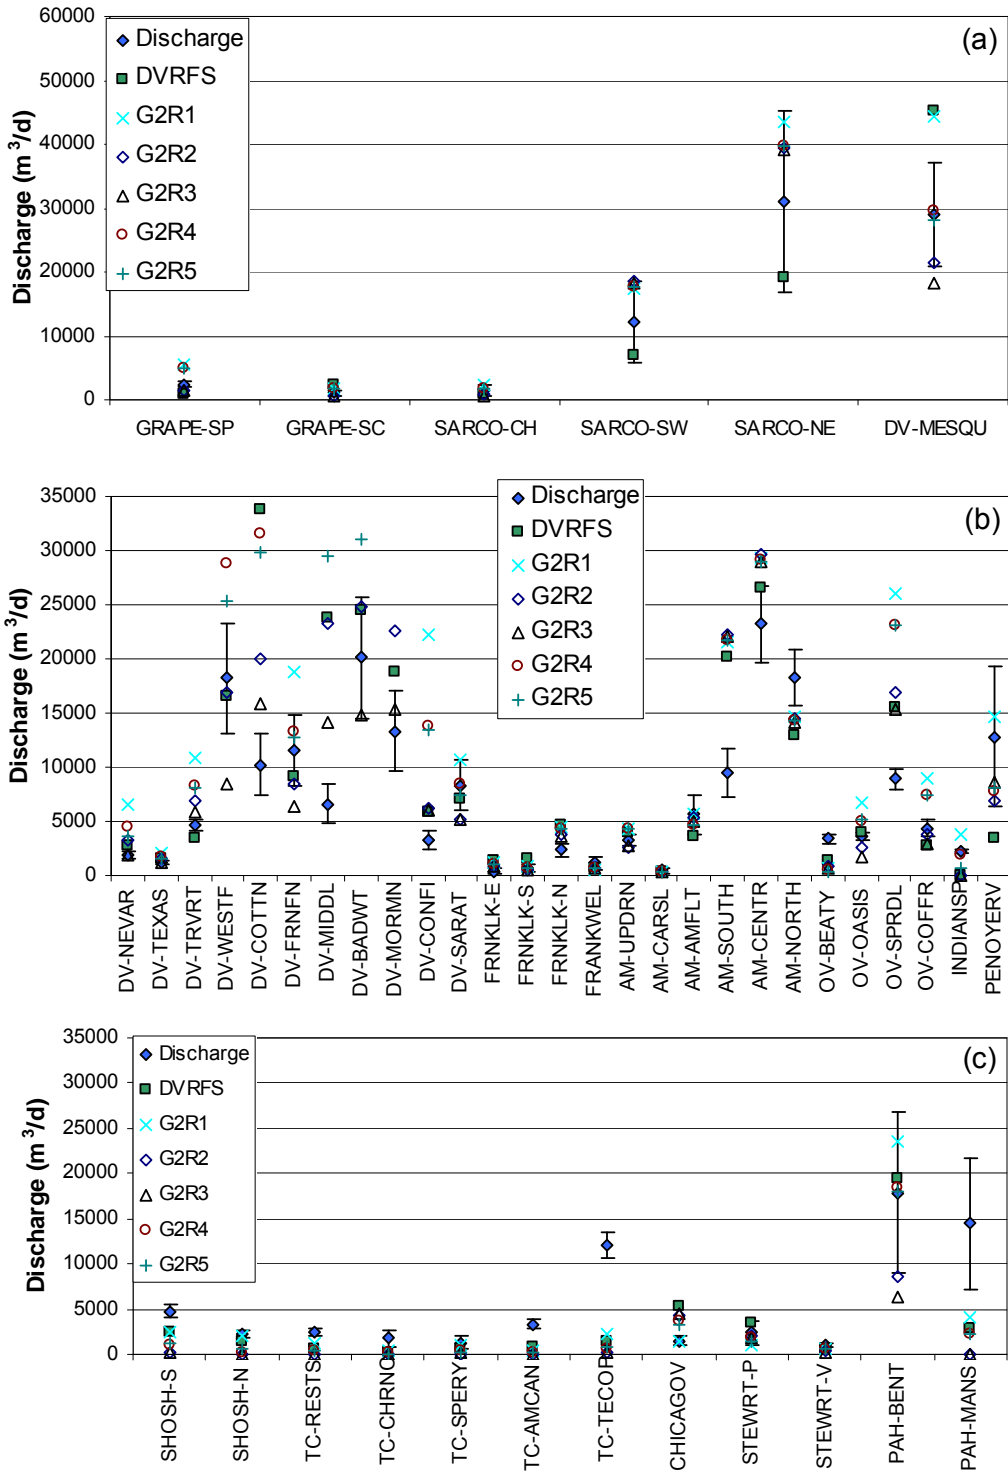 (a)
Discharge (m³/d)
60000
50000
40000
30000
20000
10000
0
Discharge
DVRFS
G2R1
G2R2
G2R3
G2R4
G2R5
GRAPE-SP GRAPE-SC SARCO-CH SARCO-SW SARCO-NE DV-MESQU
(b)
Discharge (m³/d)
35000
30000
25000
20000
15000
10000
5000
0
Discharge
DVRFS
G2R1
G2R2
G2R3
G2R4
G2R5
DV-NEVAR
DV-TEXAS
DV-TRVRT
DV-WESTF
DV-COTTN
DV-FRNFN
DV-MIDDL
DV-BADWT
DV-MORMN
DV-CONFI
DV-SARAT
FRNKLK-E
FRNKLK-S
FRNKLK-N
FRANKWEL
AM-UPDRN
AM-CARSL
AM-AMFLT
AM-SOUTH
AM-CENTR
AM-NORTH
OV-BEATY
OV-OASIS
OV-SPRDL
OV-COFFR
INDIANSP
PENOYERV
(c)
Discharge (m³/d)
35000
30000
25000
20000
15000
10000
5000
0
Discharge
DVRFS
G2R1
G2R2
G2R3
G2R4
G2R5
SHOSH-S
SHOSH-N
TC-RESTS
TC-CHRNO
TC-SPERY
TC-AMCAN
TC-TECOP
CHICAGOV
STEWRT-P
STEWRT-V
PAH-BENT
PAH-MANS